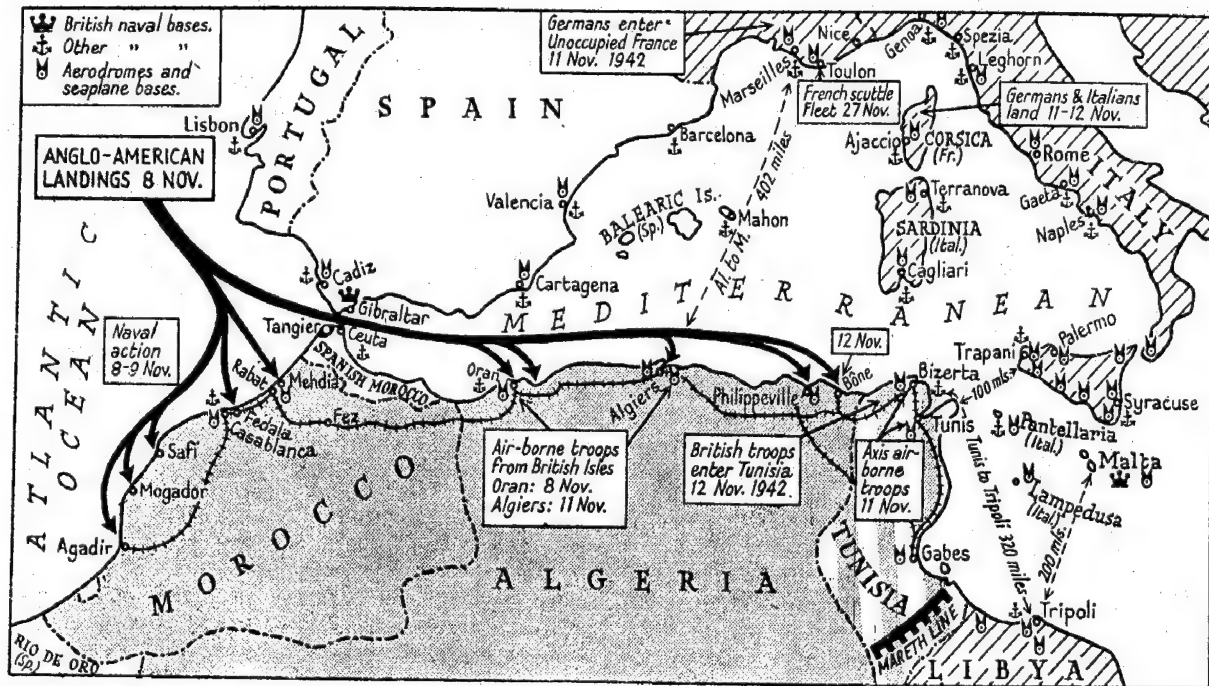 British naval bases.
Other " "
Aerodromes and
seaplane bases.
ANGLO-AMERICAN
LANDINGS 8 NOV.
Germans enter
Unoccupied France
11 Nov. 1942
French scuttle
Fleet 27 Nov.
Germans & Italians
land 11-12 Nov.
PORTUGAL
SPAIN
Lisbon
Marseilles
Nice
Toulon
Genoa
Spezia
Leghorn
Barcelona
Ajaccio
CORSICA
(Fr.)
Rome
ITALY
Gaeta
Naples
Valencia
BALEARIC Is.
(Sp.)
Mahon
402 miles
Al. to M.
Terranova
SARDINIA
(Ital.)
Cagliari
Cadiz
Cartagena
Gibraltar
Tangier
Ceuta
MEDITERRANEAN
ATLANTIC
OCEAN
Naval
action
8-9 Nov.
SPANISH MOROCCO
Rabat
Mehdia
Fez
Fedala
Casablanca
Safi
Mogador
Agadir
Oran
Algiers
Philippeville
Bône
12 Nov.
Bizerta
Tunis
100 mls.
Trapani
Palermo
Syracuse
Pantellaria
(Ital.)
Malta
Lampedusa
(Ital.)
Air-borne troops
from British Isles
Oran: 8 Nov.
Algiers: 11 Nov.
British troops
enter Tunisia
12 Nov. 1942.
Axis air-
borne
troops
11 Nov.
Tunis to Tripoli 320 miles
200 mls.
Gabes
Tripoli
MOROCCO
ALGERIA
TUNISIA
MARETH LINE
LIBYA
RIO DE ORO
(Sp.)